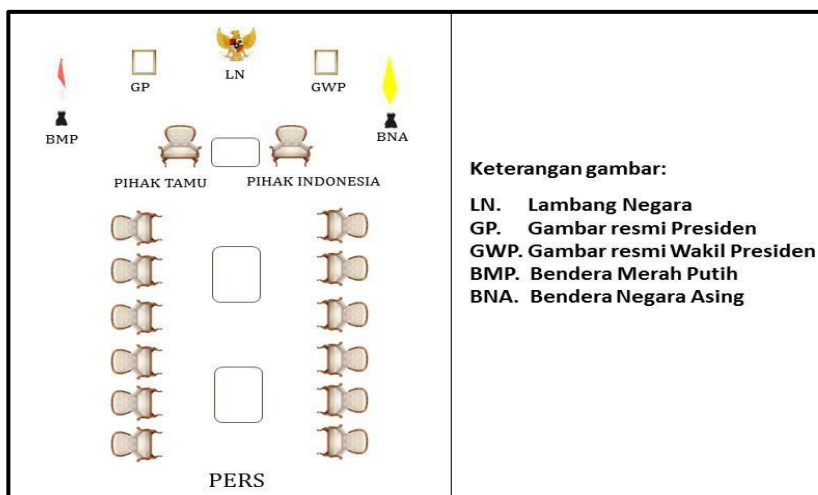 LN
GP
GWP
BMP
BNA
PIHAK TAMU
PIHAK INDONESIA
PERS
Keterangan gambar:
LN. Lambang Negara
GP. Gambar resmi Presiden
GWP. Gambar resmi Wakil Presiden
BMP. Bendera Merah Putih
BNA. Bendera Negara Asing